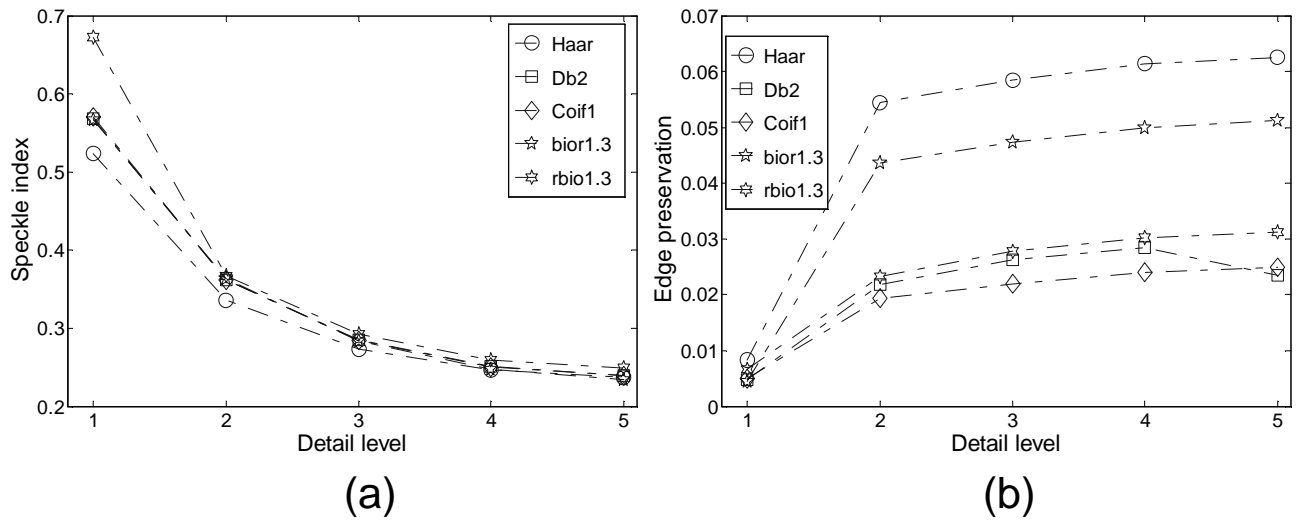 0.7
0.6
0.5
0.4
0.3
0.2
Speckle index
Haar
Db2
Coif1
bior1.3
rbio1.3
1 2 3 4 5
Detail level
(a)
0.07
0.06
0.05
0.04
0.03
0.02
0.01
0
Edge preservation
Haar
Db2
Coif1
bior1.3
rbio1.3
1 2 3 4 5
Detail level
(b)